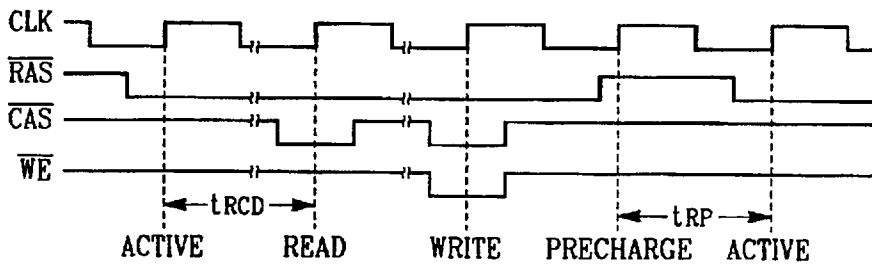 CLK
RAS
CAS
WE
tRCD
tRP
ACTIVE READ WRITE PRECHARGE ACTIVE